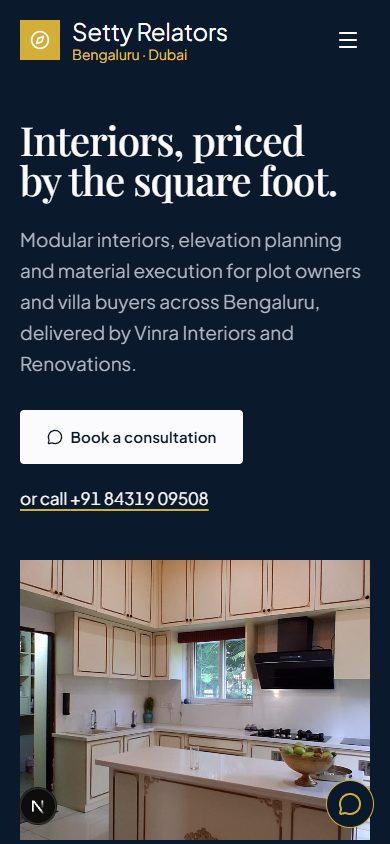 Setty Relators
Bengaluru · Dubai
Interiors, priced
by the square foot.
Modular interiors, elevation planning
and material execution for plot owners
and villa buyers across Bengaluru,
delivered by Vinra Interiors and
Renovations.
Book a consultation
or call +91 84319 09508
N